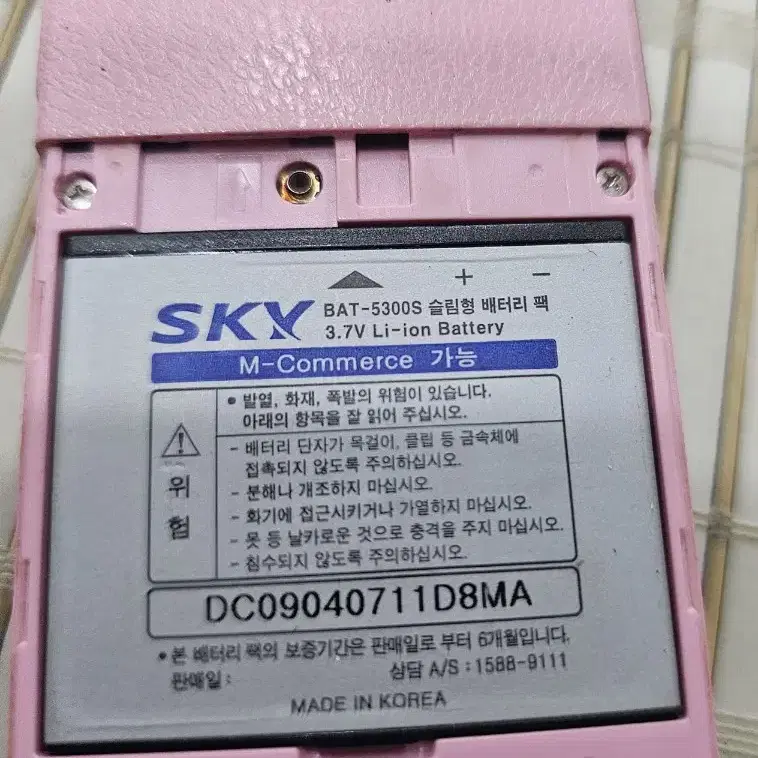 + −
SKY
BAT-5300S 슬림형 배터리 팩
3.7V Li-ion Battery
M-Commerce 가능
위험
• 발열, 화재, 폭발의 위험이 있습니다.
아래의 항목을 잘 읽어 주십시오.
- 배터리 단자가 목걸이, 클립 등 금속체에
접촉되지 않도록 주의하십시오.
- 분해나 개조하지 마십시오.
- 화기에 접근시키거나 가열하지 마십시오.
- 못 등 날카로운 것으로 충격을 주지 마십시오.
- 침수되지 않도록 주의하십시오.
DC09040711D8MA
• 본 배터리 팩의 보증기간은 판매일로 부터 6개월입니다.
판매일 : 상담 A/S : 1588-9111
MADE IN KOREA